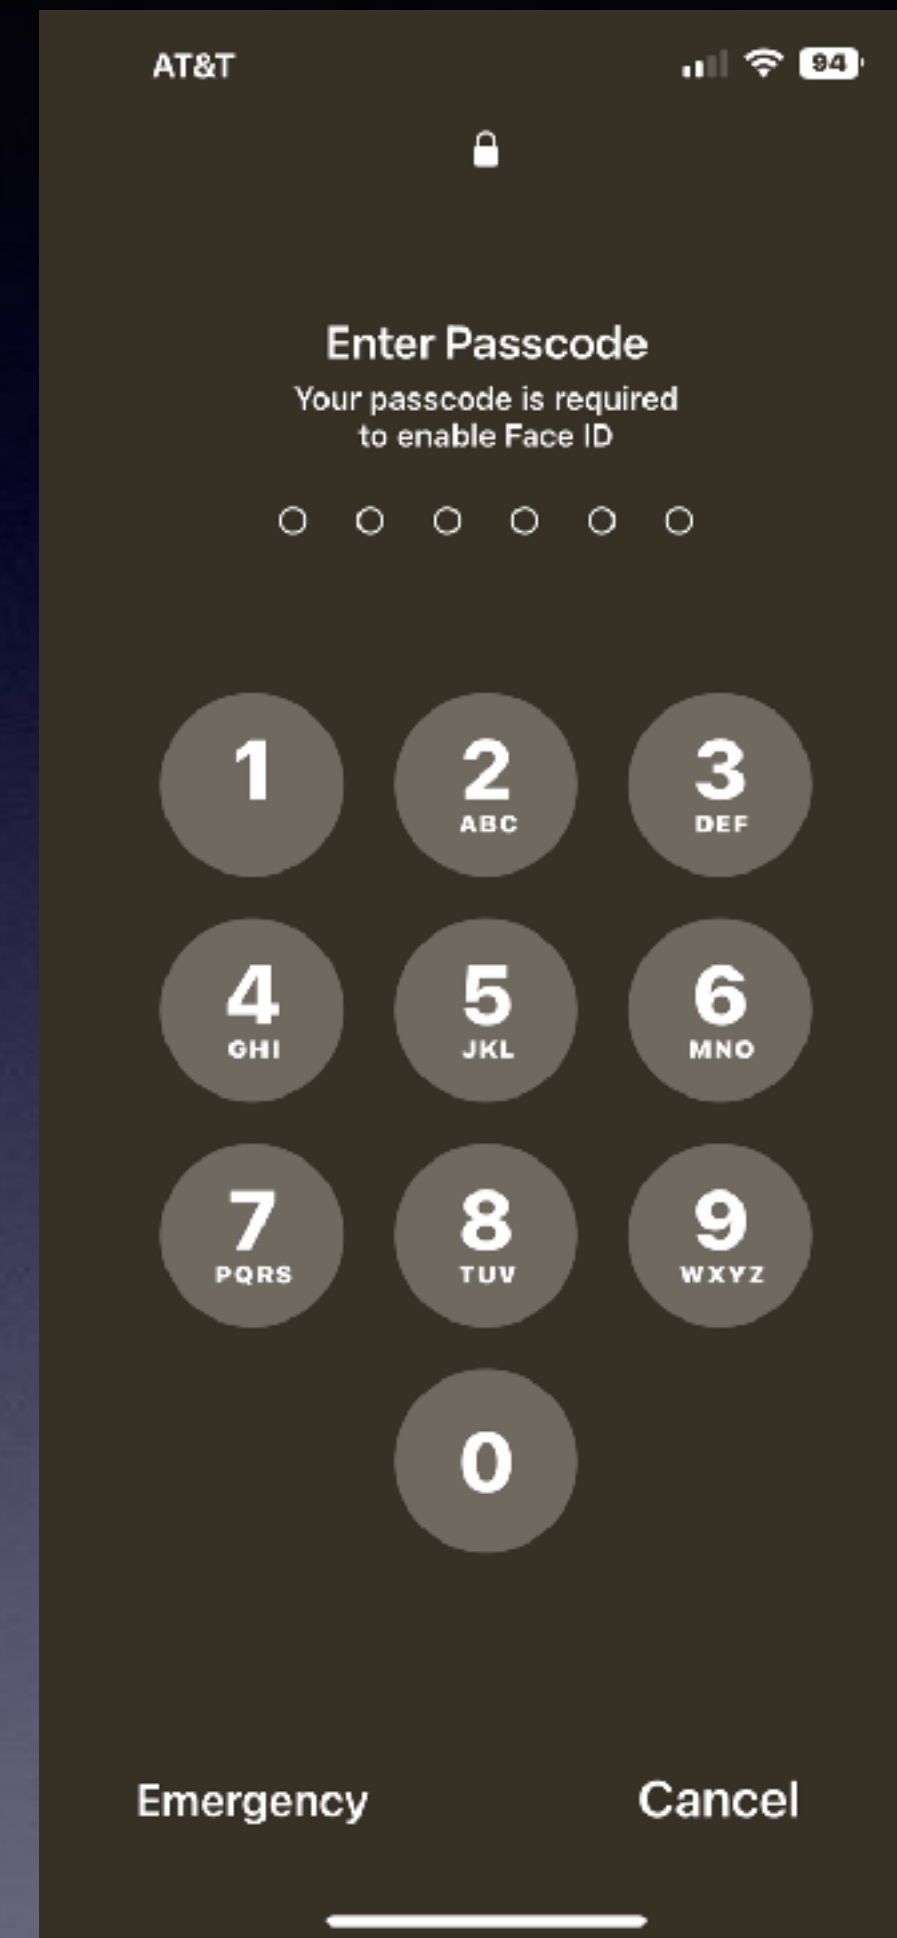 AT&T 94
Enter Passcode
Your passcode is required
to enable Face ID
1 2 3
ABC DEF
4 5 6
GHI JKL MNO
7 8 9
PQRS TUV WXYZ
0
Emergency Cancel